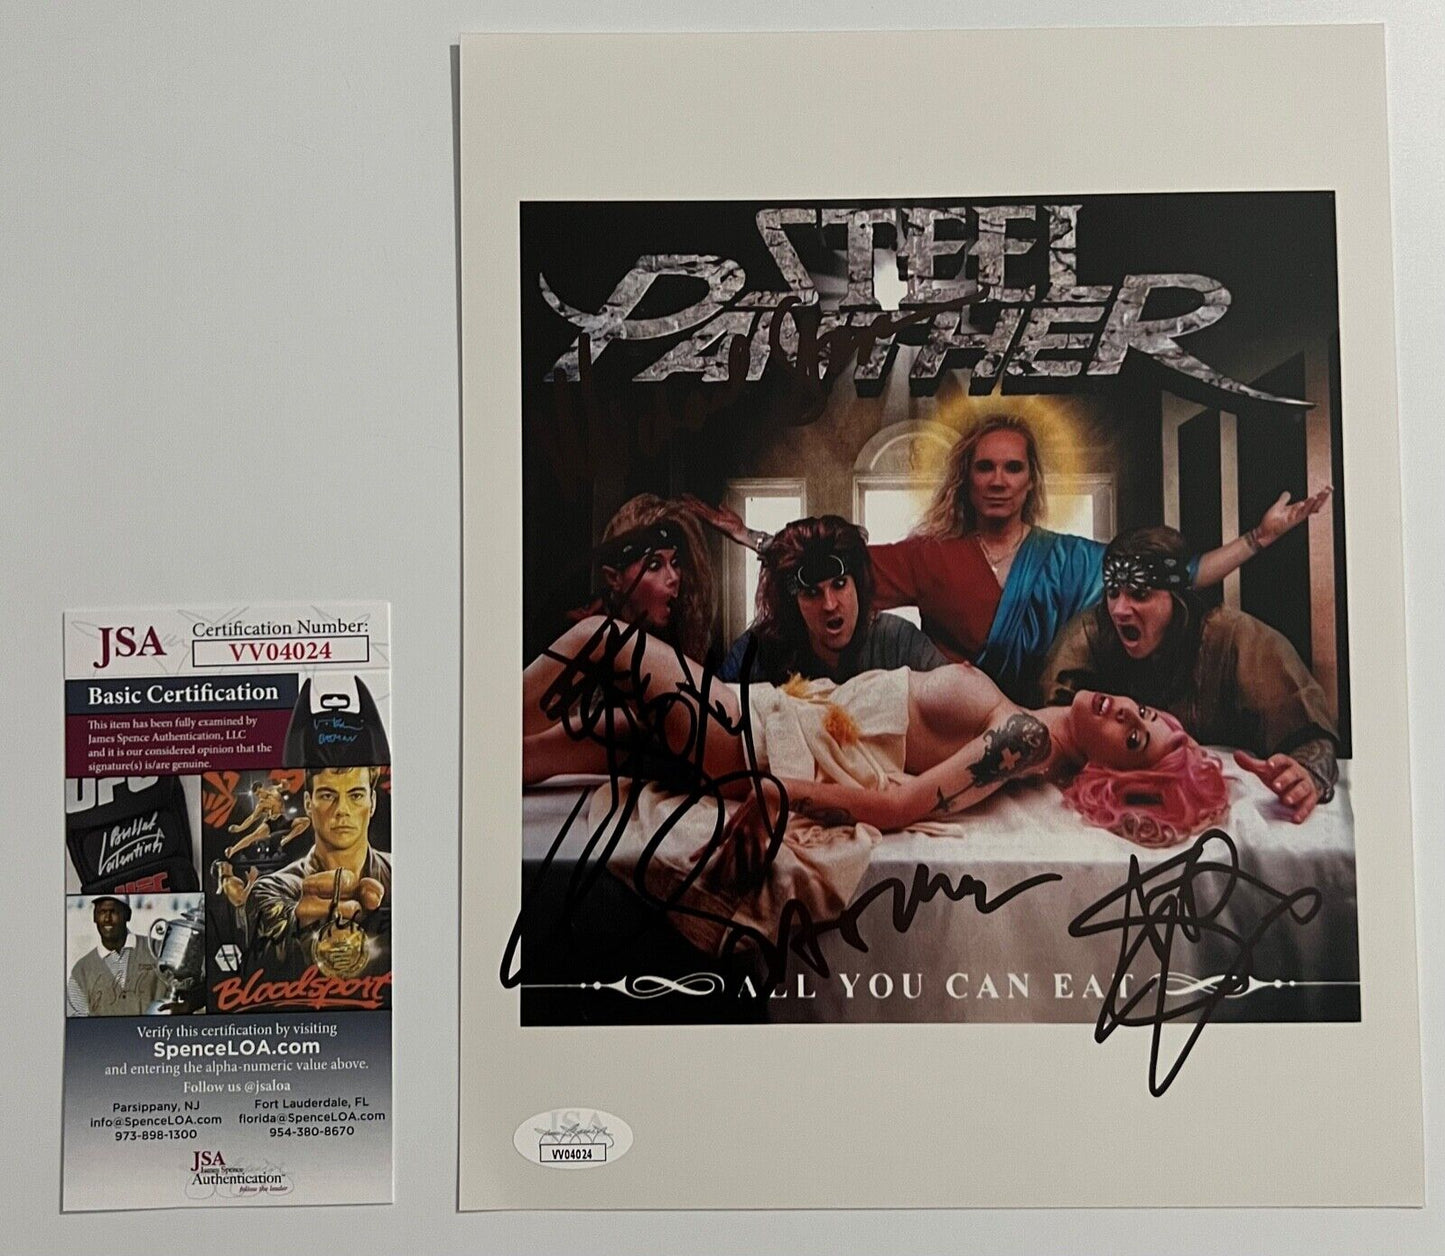 JSA
Certification Number:
VV04024
Basic Certification
This item has been fully examined by
James Spence Authentication, LLC
and it is our considered opinion that the
signature(s) is/are genuine.
UFC
Bloodsport
Verify this certification by visiting
SpenceLOA.com
and entering the alpha-numeric value above.
Follow us @jsaloa
Parsippany, NJ
info@SpenceLOA.com
973-898-1300
Fort Lauderdale, FL
florida@SpenceLOA.com
954-380-8670
JSA
James Spence
Authentication
follow the leader
STEEL
PANTHER
ALL YOU CAN EAT
JSA
VV04024